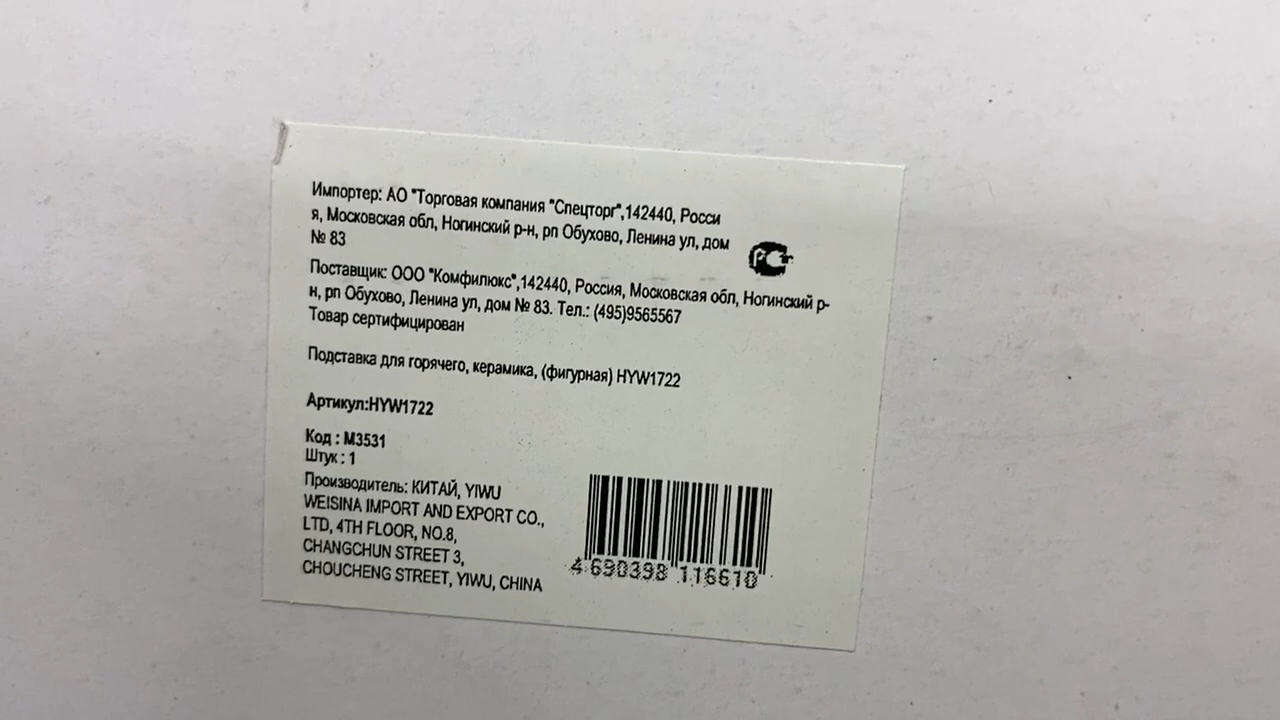 Импортер: АО "Торговая компания "Спецторг",142440, Росси
я, Московская обл, Ногинский р-н, рп Обухово, Ленина ул, дом
№ 83
РСТ
Поставщик: ООО "Комфилюкс",142440, Россия, Московская обл, Ногинский р-
н, рп Обухово, Ленина ул, дом № 83. Тел.: (495)9565567
Товар сертифицирован
Подставка для горячего, керамика, (фигурная) HYW1722
Артикул:HYW1722
Код : М3531
Штук : 1
Производитель: КИТАЙ, YIWU
WEISINA IMPORT AND EXPORT CO.,
LTD, 4TH FLOOR, NO.8,
CHANGCHUN STREET 3,
CHOUCHENG STREET, YIWU, CHINA
4 690398 116610